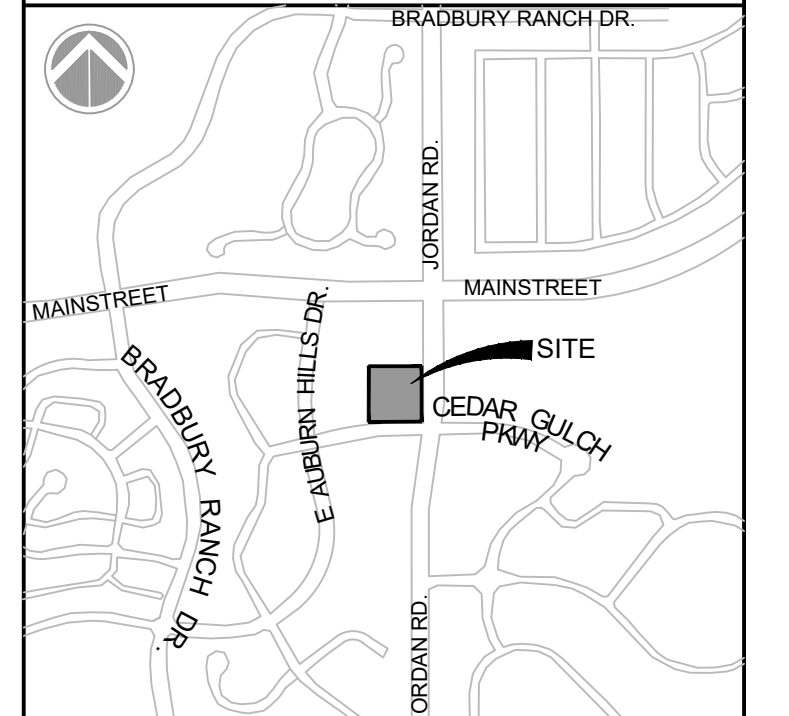 BRADBURY RANCH DR.
JORDAN RD.
MAINSTREET
MAINSTREET
E AUBURN HILLS DR.
SITE
BRADBURY RANCH DR.
CEDAR GULCH
PKWY
ORDAN RD.